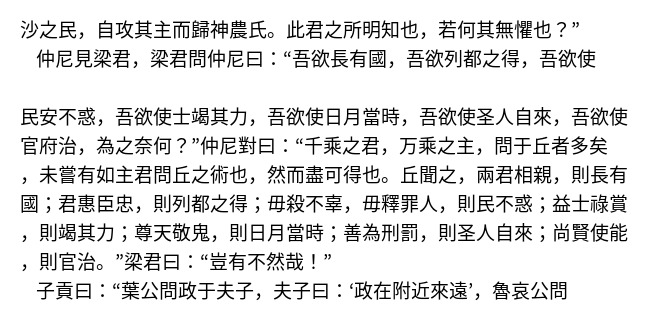 沙之民，自攻其主而歸神農氏。此君之所明知也，若何其無懼也？”
仲尼見梁君，梁君問仲尼曰：“吾欲長有國，吾欲列都之得，吾欲使
民安不惑，吾欲使士竭其力，吾欲使日月當時，吾欲使圣人自來，吾欲使
官府治，為之奈何？”仲尼對曰：“千乘之君，万乘之主，問于丘者多矣
，未嘗有如主君問丘之術也，然而盡可得也。丘聞之，兩君相親，則長有
國；君惠臣忠，則列都之得；毋殺不辜，毋釋罪人，則民不惑；益士祿賞
，則竭其力；尊天敬鬼，則日月當時；善為刑罰，則圣人自來；尚賢使能
，則官治。”梁君曰：“豈有不然哉！”
子貢曰：“葉公問政于夫子，夫子曰：‘政在附近來遠’，魯哀公問